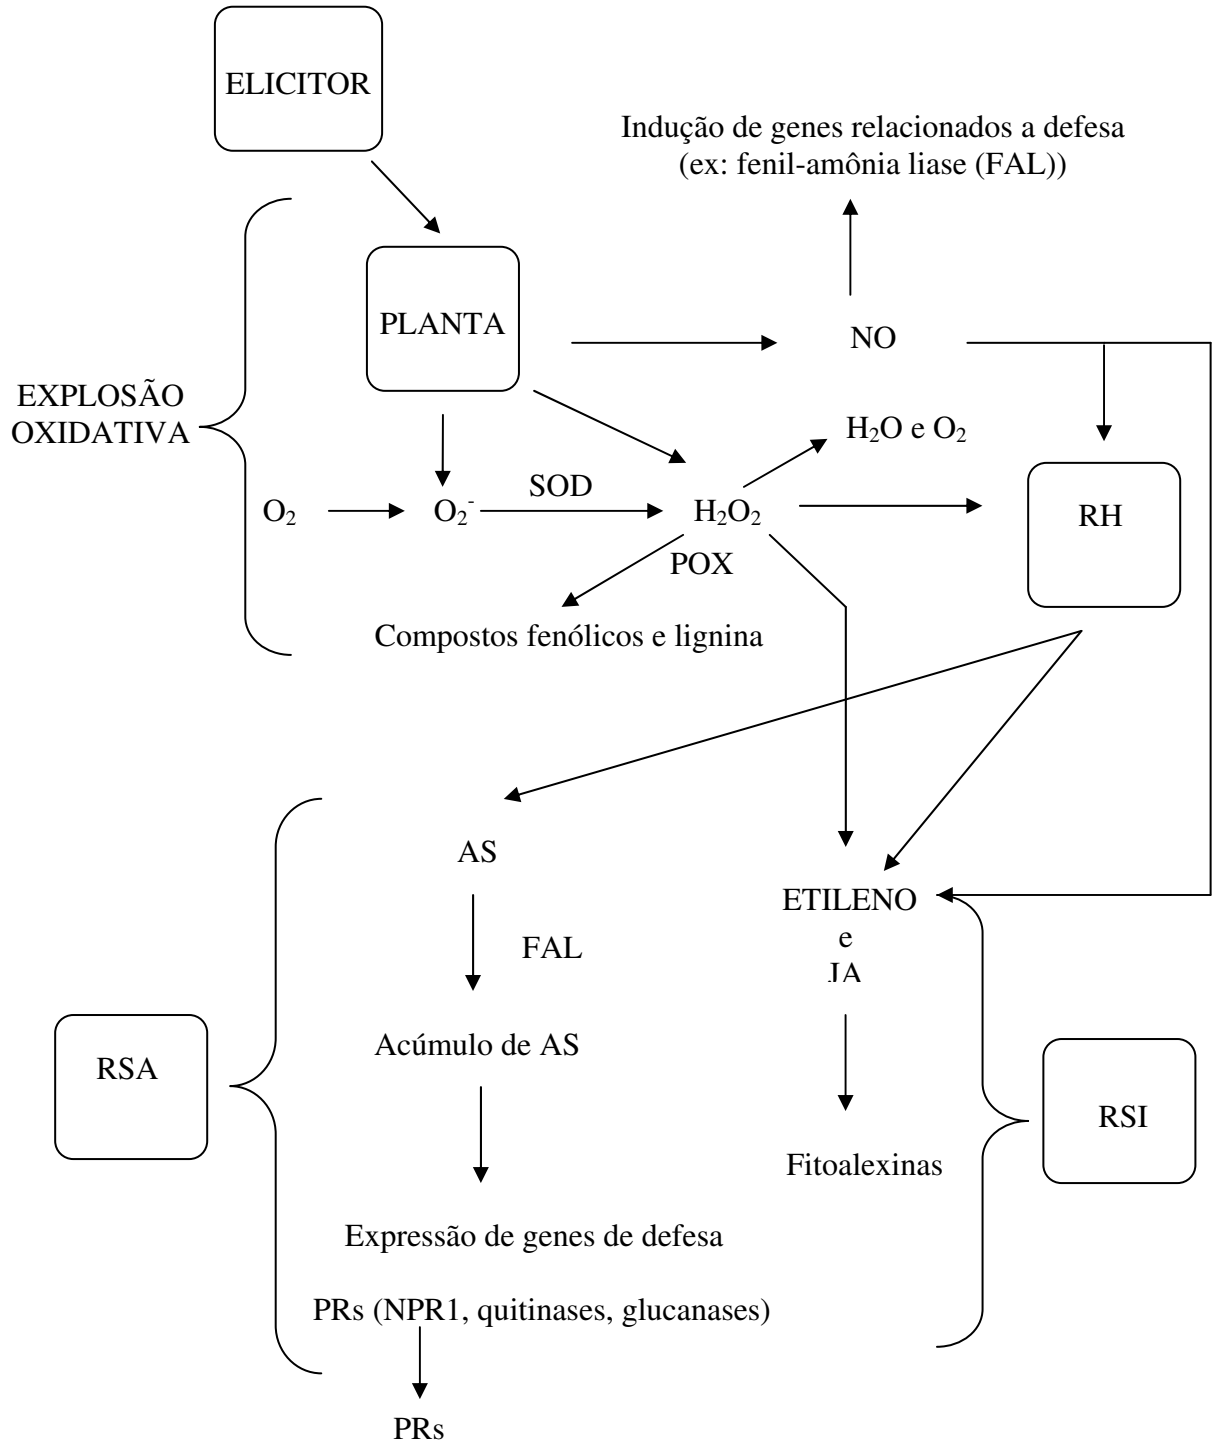 ELICITOR
Indução de genes relacionados a defesa
(ex: fenil-amônia liase (FAL))
PLANTA
NO
EXPLOSÃO
OXIDATIVA
H₂O e O₂
SOD
O₂
O₂⁻
H₂O₂
RH
POX
Compostos fenólicos e lignina
AS
ETILENO
e
JA
FAL
Acúmulo de AS
RSA
RSI
Fitoalexinas
Expressão de genes de defesa
PRs (NPR1, quitinases, glucanases)
PRs